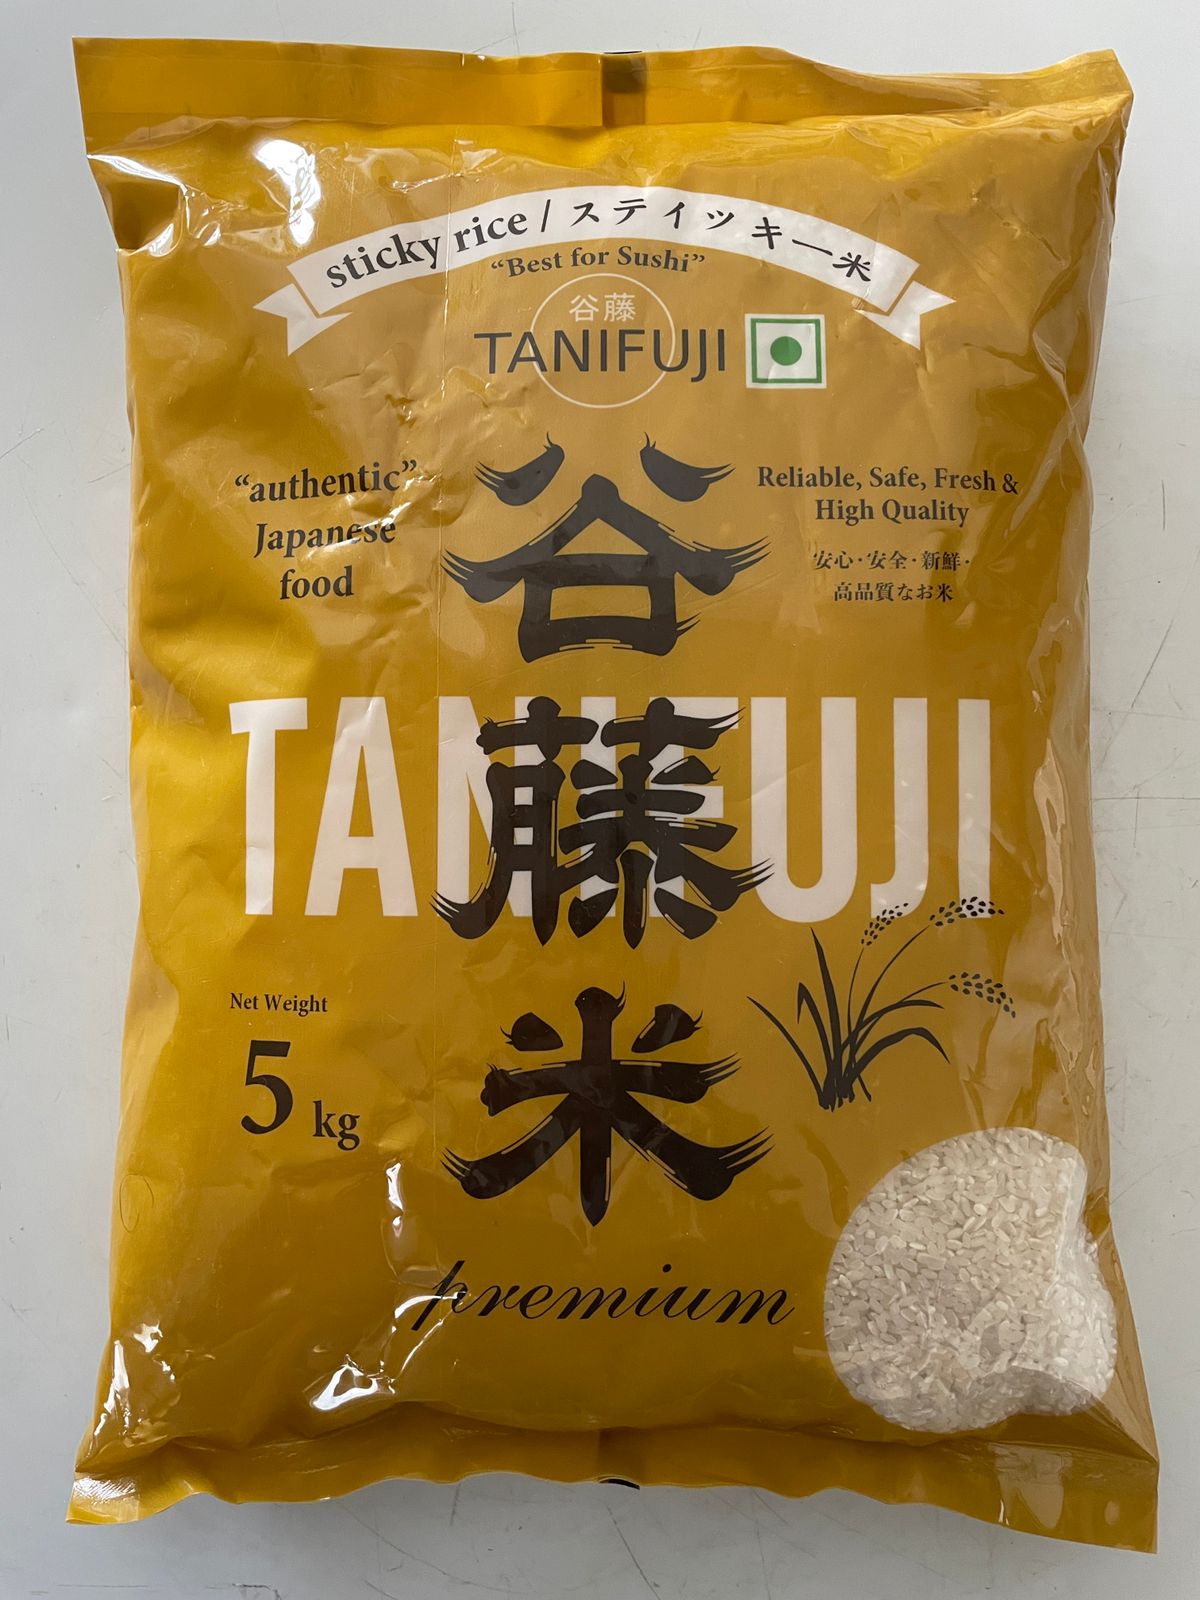 sticky rice / スティッキー米
“Best for Sushi”
谷藤
TANIFUJI
“authentic”
Japanese
food
Reliable, Safe, Fresh &
High Quality
安心・安全・新鮮・
高品質なお米
谷
藤
米
TANIFUJI
Net Weight
5 kg
premium